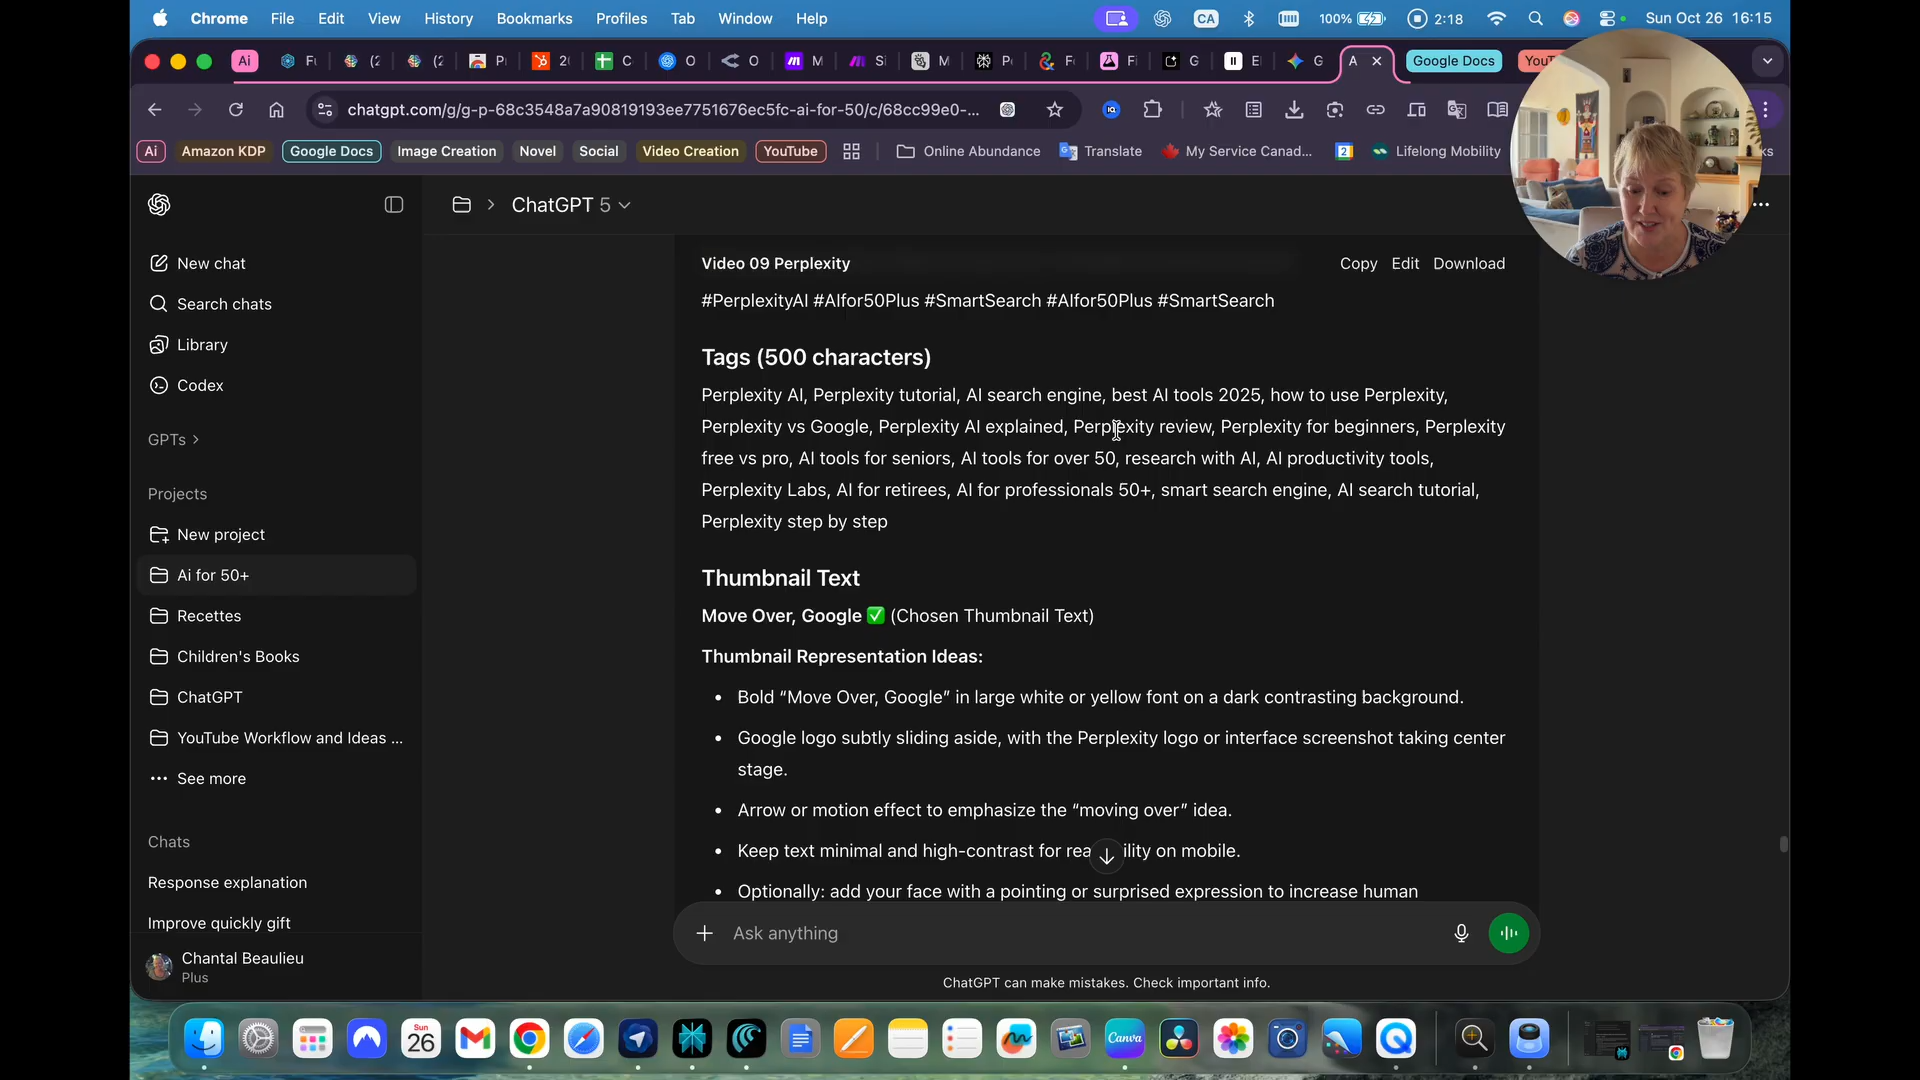 Chrome File Edit View History Bookmarks Profiles Tab Window Help CA 100% 2:18 Sun Oct 26 16:15
Ai Google Docs
chatgpt.com/g/g-p-68c3548a7a90819193ee7751676ec5fc-ai-for-50/c/68cc99e0-...
Ai Amazon KDP Google Docs Image Creation Novel Social Video Creation YouTube Online Abundance Translate My Service Canad... 2 Lifelong Mobility
ChatGPT 5
New chat
Search chats
Library
Codex
GPTs
Projects
New project
Ai for 50+
Recettes
Children's Books
ChatGPT
YouTube Workflow and Ideas ...
See more
Chats
Response explanation
Improve quickly gift
Chantal Beaulieu
Plus
Video 09 Perplexity Copy Edit Download
#PerplexityAI #AIfor50Plus #SmartSearch #AIfor50Plus #SmartSearch
Tags (500 characters)
Perplexity AI, Perplexity tutorial, AI search engine, best AI tools 2025, how to use Perplexity,
Perplexity vs Google, Perplexity AI explained, Perplexity review, Perplexity for beginners, Perplexity
free vs pro, AI tools for seniors, AI tools for over 50, research with AI, AI productivity tools,
Perplexity Labs, AI for retirees, AI for professionals 50+, smart search engine, AI search tutorial,
Perplexity step by step
Thumbnail Text
Move Over, Google ✅ (Chosen Thumbnail Text)
Thumbnail Representation Ideas:
• Bold “Move Over, Google” in large white or yellow font on a dark contrasting background.
• Google logo subtly sliding aside, with the Perplexity logo or interface screenshot taking center
stage.
• Arrow or motion effect to emphasize the “moving over” idea.
• Keep text minimal and high-contrast for readability on mobile.
• Optionally: add your face with a pointing or surprised expression to increase human
Ask anything
ChatGPT can make mistakes. Check important info.
Sun
26
Canva